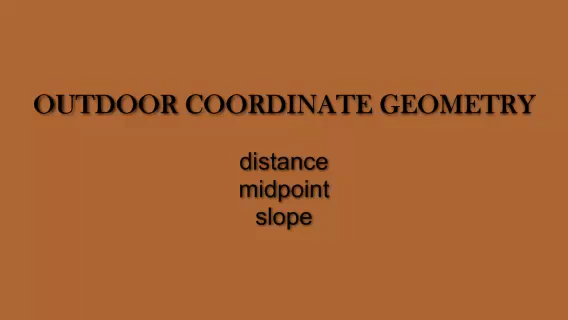 OUTDOOR COORDINATE GEOMETRY
distance
midpoint
slope